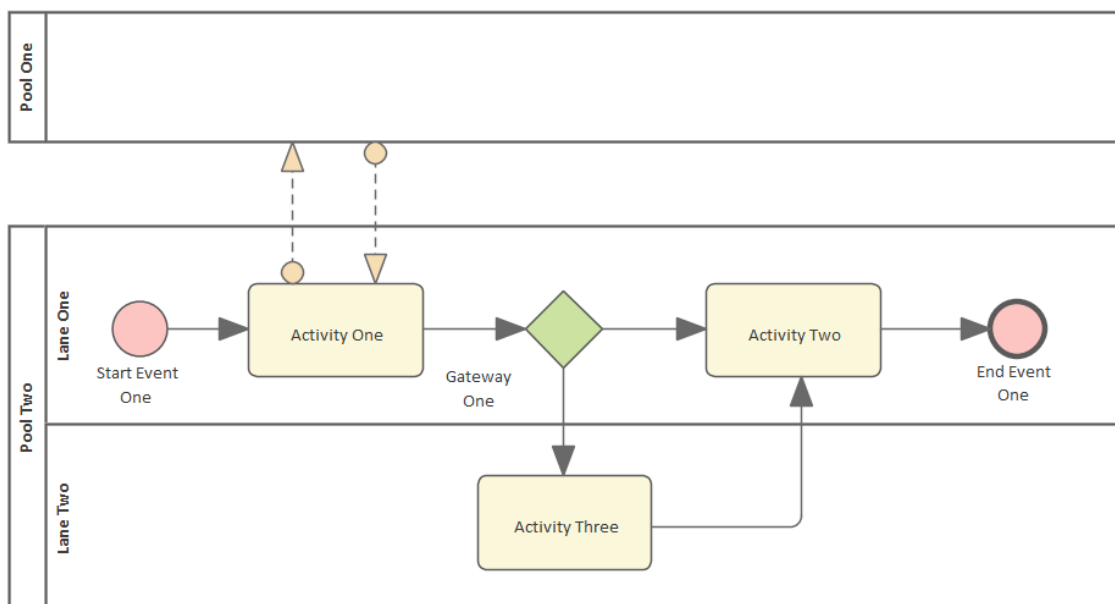 Pool One
Pool Two
Lane One
Start Event
One
Activity One
Gateway
One
Activity Two
End Event
One
Lane Two
Activity Three